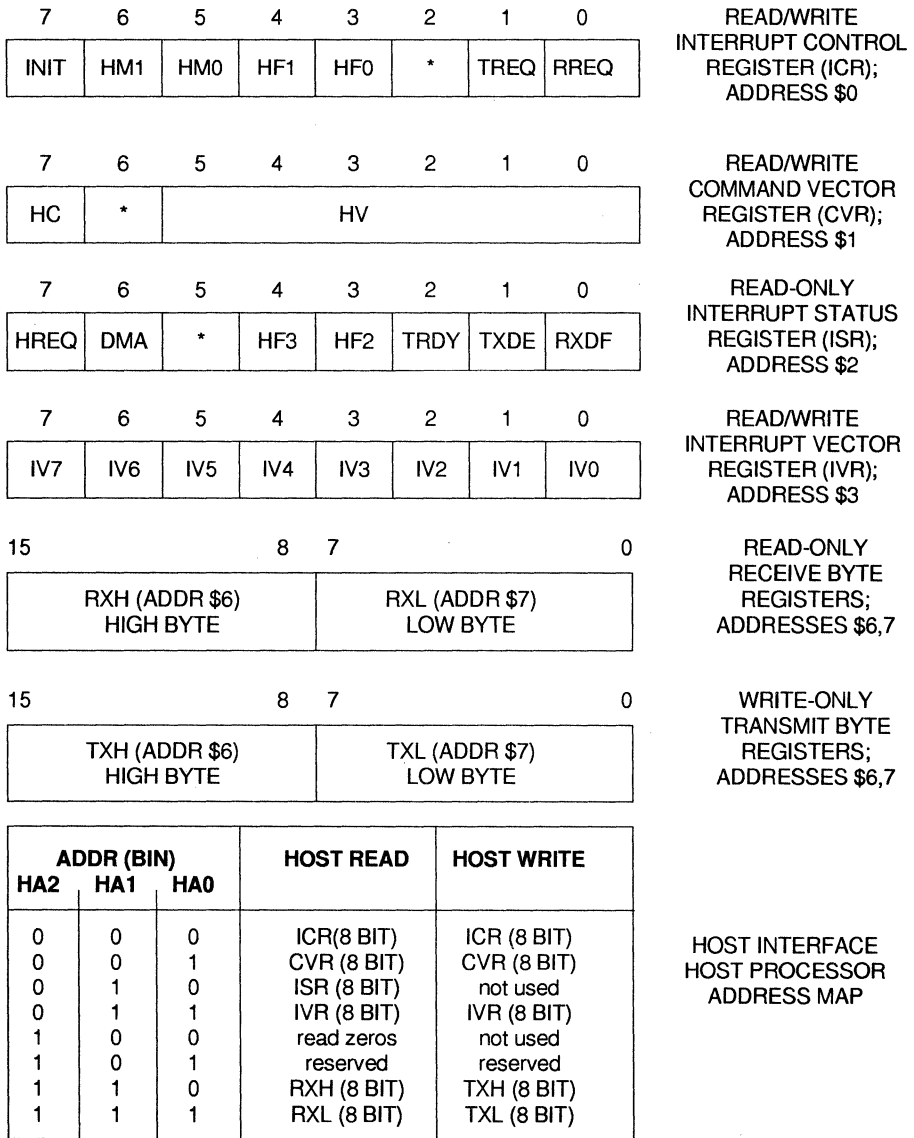 7 6 5 4 3 2 1 0
INIT HM1 HM0 HF1 HF0 * TREQ RREQ
READ/WRITE
INTERRUPT CONTROL
REGISTER (ICR);
ADDRESS $0
7 6 5 4 3 2 1 0
HC * HV
READ/WRITE
COMMAND VECTOR
REGISTER (CVR);
ADDRESS $1
7 6 5 4 3 2 1 0
HREQ DMA * HF3 HF2 TRDY TXDE RXDF
READ-ONLY
INTERRUPT STATUS
REGISTER (ISR);
ADDRESS $2
7 6 5 4 3 2 1 0
IV7 IV6 IV5 IV4 IV3 IV2 IV1 IV0
READ/WRITE
INTERRUPT VECTOR
REGISTER (IVR);
ADDRESS $3
15 8 7 0
RXH (ADDR $6) RXL (ADDR $7)
HIGH BYTE LOW BYTE
READ-ONLY
RECEIVE BYTE
REGISTERS;
ADDRESSES $6,7
15 8 7 0
TXH (ADDR $6) TXL (ADDR $7)
HIGH BYTE LOW BYTE
WRITE-ONLY
TRANSMIT BYTE
REGISTERS;
ADDRESSES $6,7
ADDR (BIN) HOST READ HOST WRITE
HA2 HA1 HA0
0 0 0 ICR(8 BIT) ICR (8 BIT)
0 0 1 CVR (8 BIT) CVR (8 BIT)
0 1 0 ISR (8 BIT) not used
0 1 1 IVR (8 BIT) IVR (8 BIT)
1 0 0 read zeros not used
1 0 1 reserved reserved
1 1 0 RXH (8 BIT) TXH (8 BIT)
1 1 1 RXL (8 BIT) TXL (8 BIT)
HOST INTERFACE
HOST PROCESSOR
ADDRESS MAP